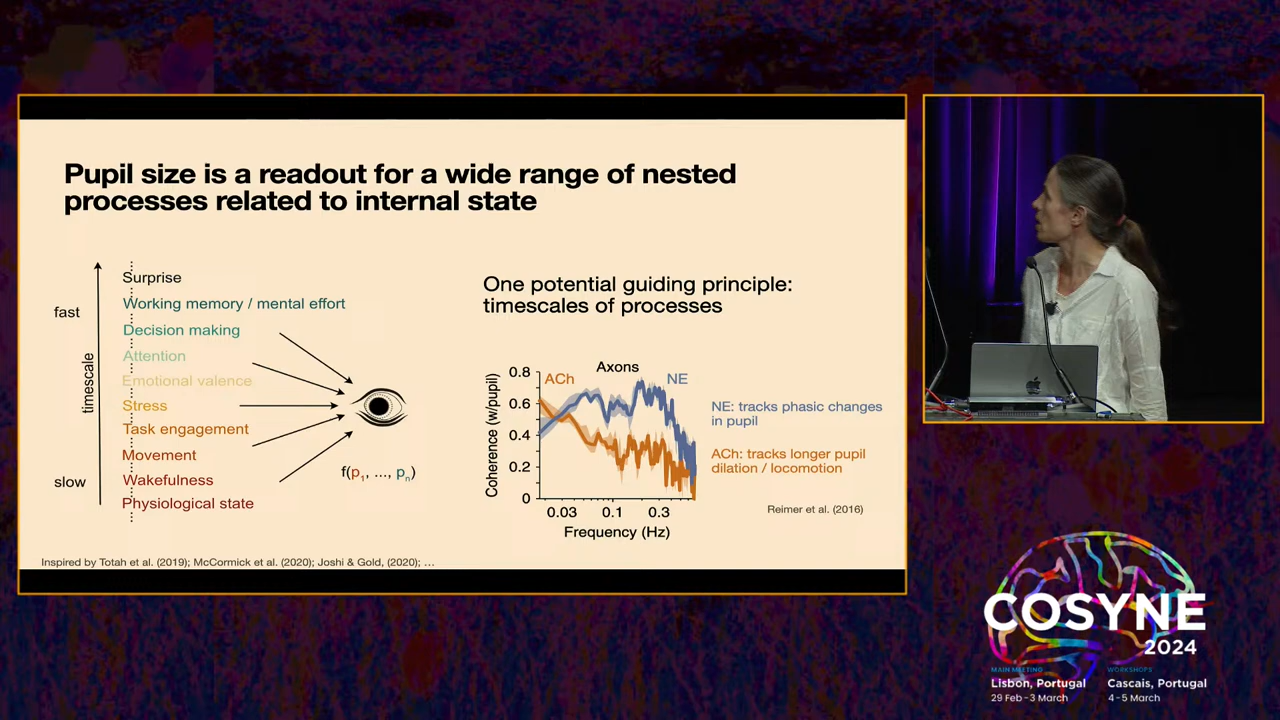 Pupil size is a readout for a wide range of nested
processes related to internal state
fast
timescale
slow
Surprise
Working memory / mental effort
Decision making
Attention
Emotional valence
Stress
Task engagement
Movement
Wakefulness
Physiological state
f(p1, ..., pn)
Inspired by Totah et al. (2019); McCormick et al. (2020); Joshi & Gold, (2020); ...
One potential guiding principle:
timescales of processes
Axons
ACh
NE
Coherence (w/pupil)
0.8
0.6
0.4
0.2
0
0.03 0.1 0.3
Frequency (Hz)
NE: tracks phasic changes
in pupil
ACh: tracks longer pupil
dilation / locomotion
Reimer et al. (2016)
COSYNE
2024
MAIN MEETING
Lisbon, Portugal
29 Feb - 3 March
WORKSHOPS
Cascais, Portugal
4 - 5 March